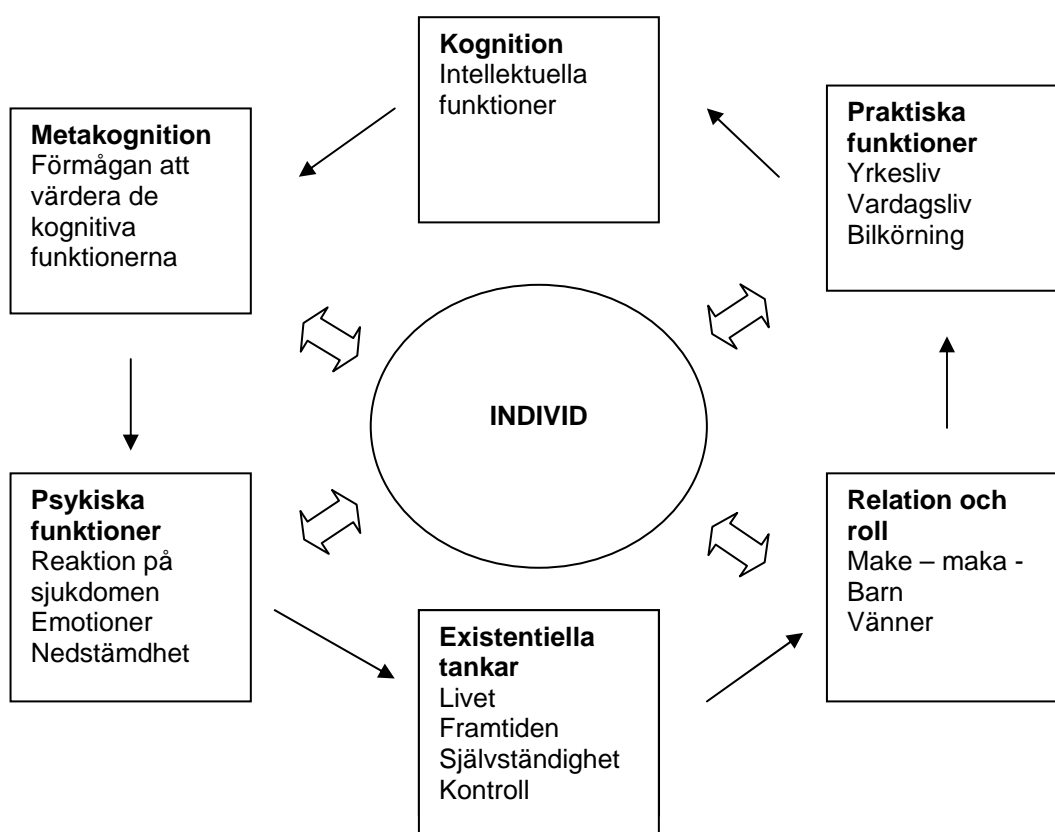 Kognition
Intellektuella
funktioner
Metakognition
Förmågan att
värdera de
kognitiva
funktionerna
Praktiska
funktioner
Yrkesliv
Vardagsliv
Bilkörning
INDIVID
Psykiska
funktioner
Reaktion på
sjukdomen
Emotioner
Nedstämdhet
Existentiella
tankar
Livet
Framtiden
Självständighet
Kontroll
Relation och
roll
Make – maka -
Barn
Vänner